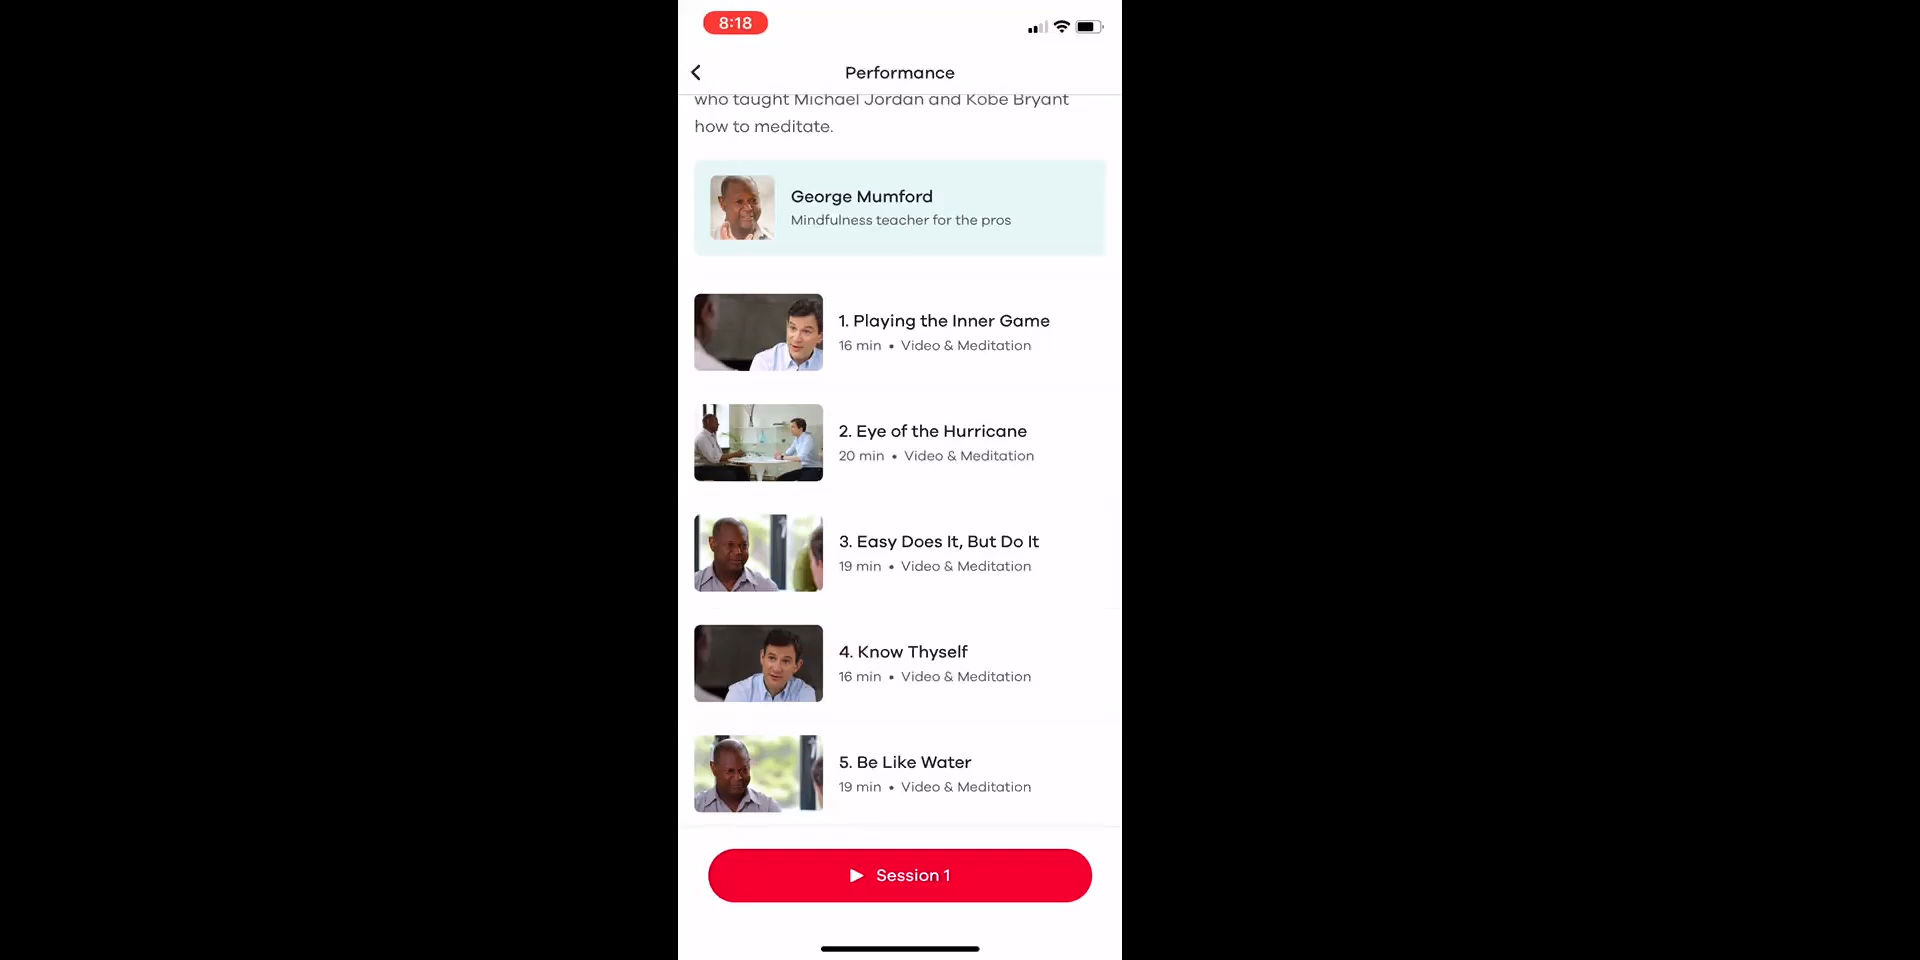 8:18
Performance
who taught Michael Jordan and Kobe Bryant
how to meditate.
George Mumford
Mindfulness teacher for the pros
1. Playing the Inner Game
16 min • Video & Meditation
2. Eye of the Hurricane
20 min • Video & Meditation
3. Easy Does It, But Do It
19 min • Video & Meditation
4. Know Thyself
16 min • Video & Meditation
5. Be Like Water
19 min • Video & Meditation
Session 1